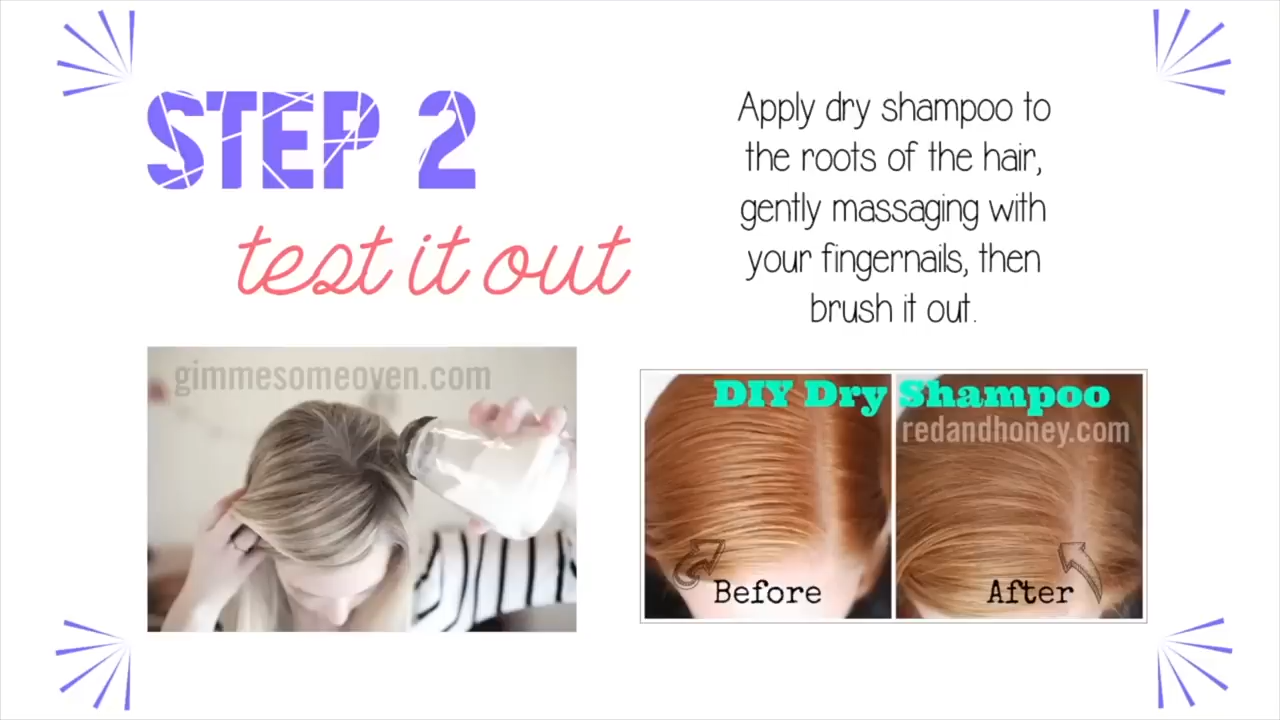 STEP 2
test it out
Apply dry shampoo to
the roots of the hair,
gently massaging with
your fingernails, then
brush it out.
gimmesomeoven.com
DIY Dry Shampoo
redandhoney.com
Before
After